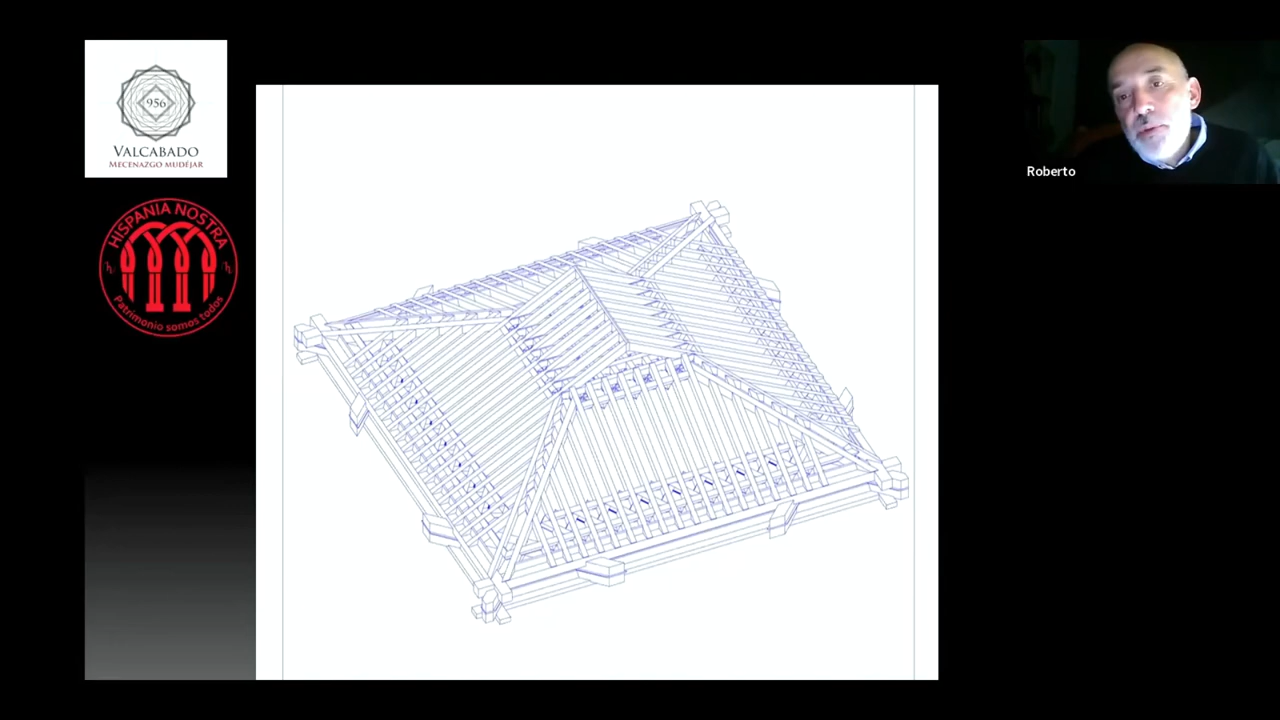 956
VALCABADO
MECENAZGO MUDÉJAR
HISPANIA NOSTRA
Patrimonio somos todos
Roberto